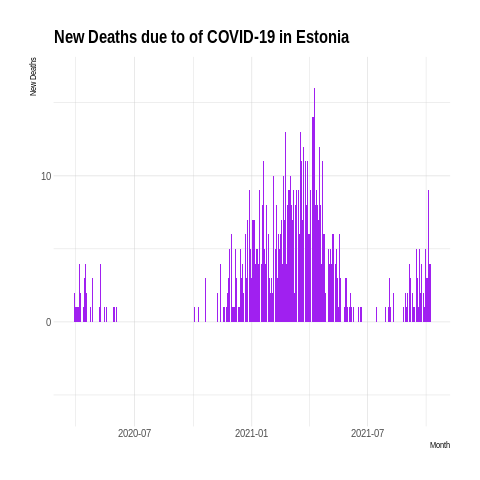 New Deaths due to of COVID-19 in Estonia
New Deaths
10
0
2020-07
2021-01
2021-07
Month